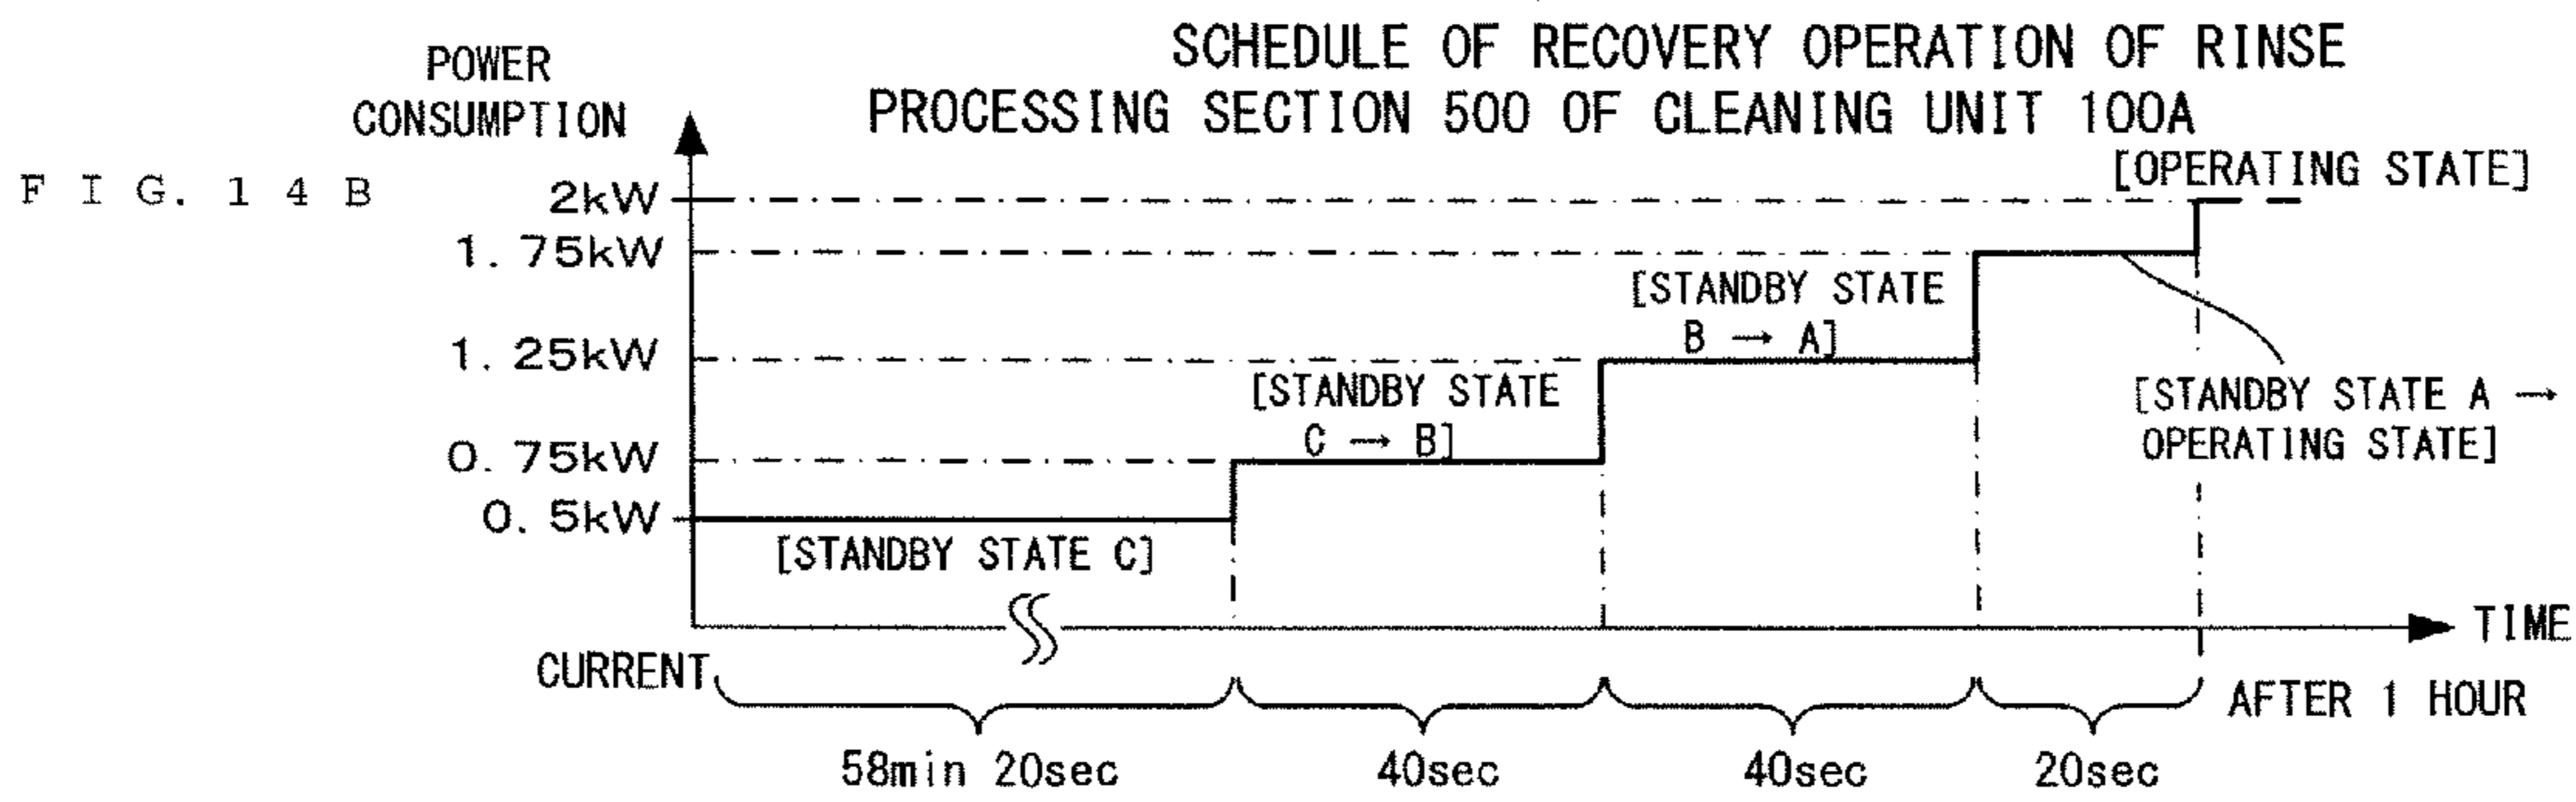 SCHEDULE OF RECOVERY OPERATION OF RINSE
PROCESSING SECTION 500 OF CLEANING UNIT 100A
POWER
CONSUMPTION
FIG. 14B
[OPERATING STATE]
2kW
1.75kW
[STANDBY STATE
B → A]
1.25kW
[STANDBY STATE
C → B]
[STANDBY STATE A →
OPERATING STATE]
0.75kW
0.5kW
[STANDBY STATE C]
TIME
CURRENT
AFTER 1 HOUR
58min 20sec
40sec
40sec
20sec